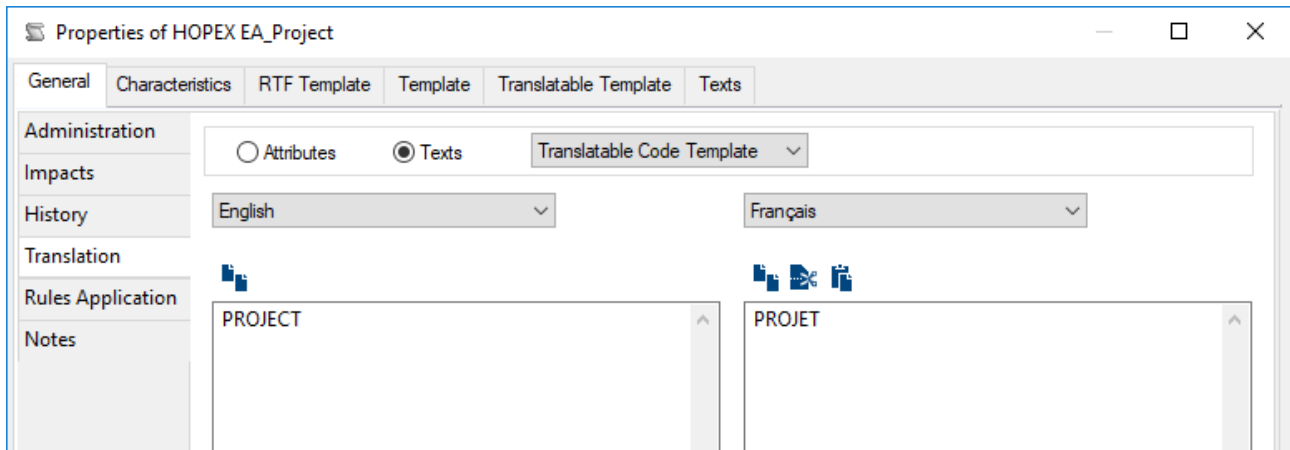 Properties of HOPEX EA_Project
General Characteristics RTF Template Template Translatable Template Texts
Administration
Attributes Texts Translatable Code Template
Impacts
History
English Français
Translation
Rules Application
PROJECT PROJET
Notes